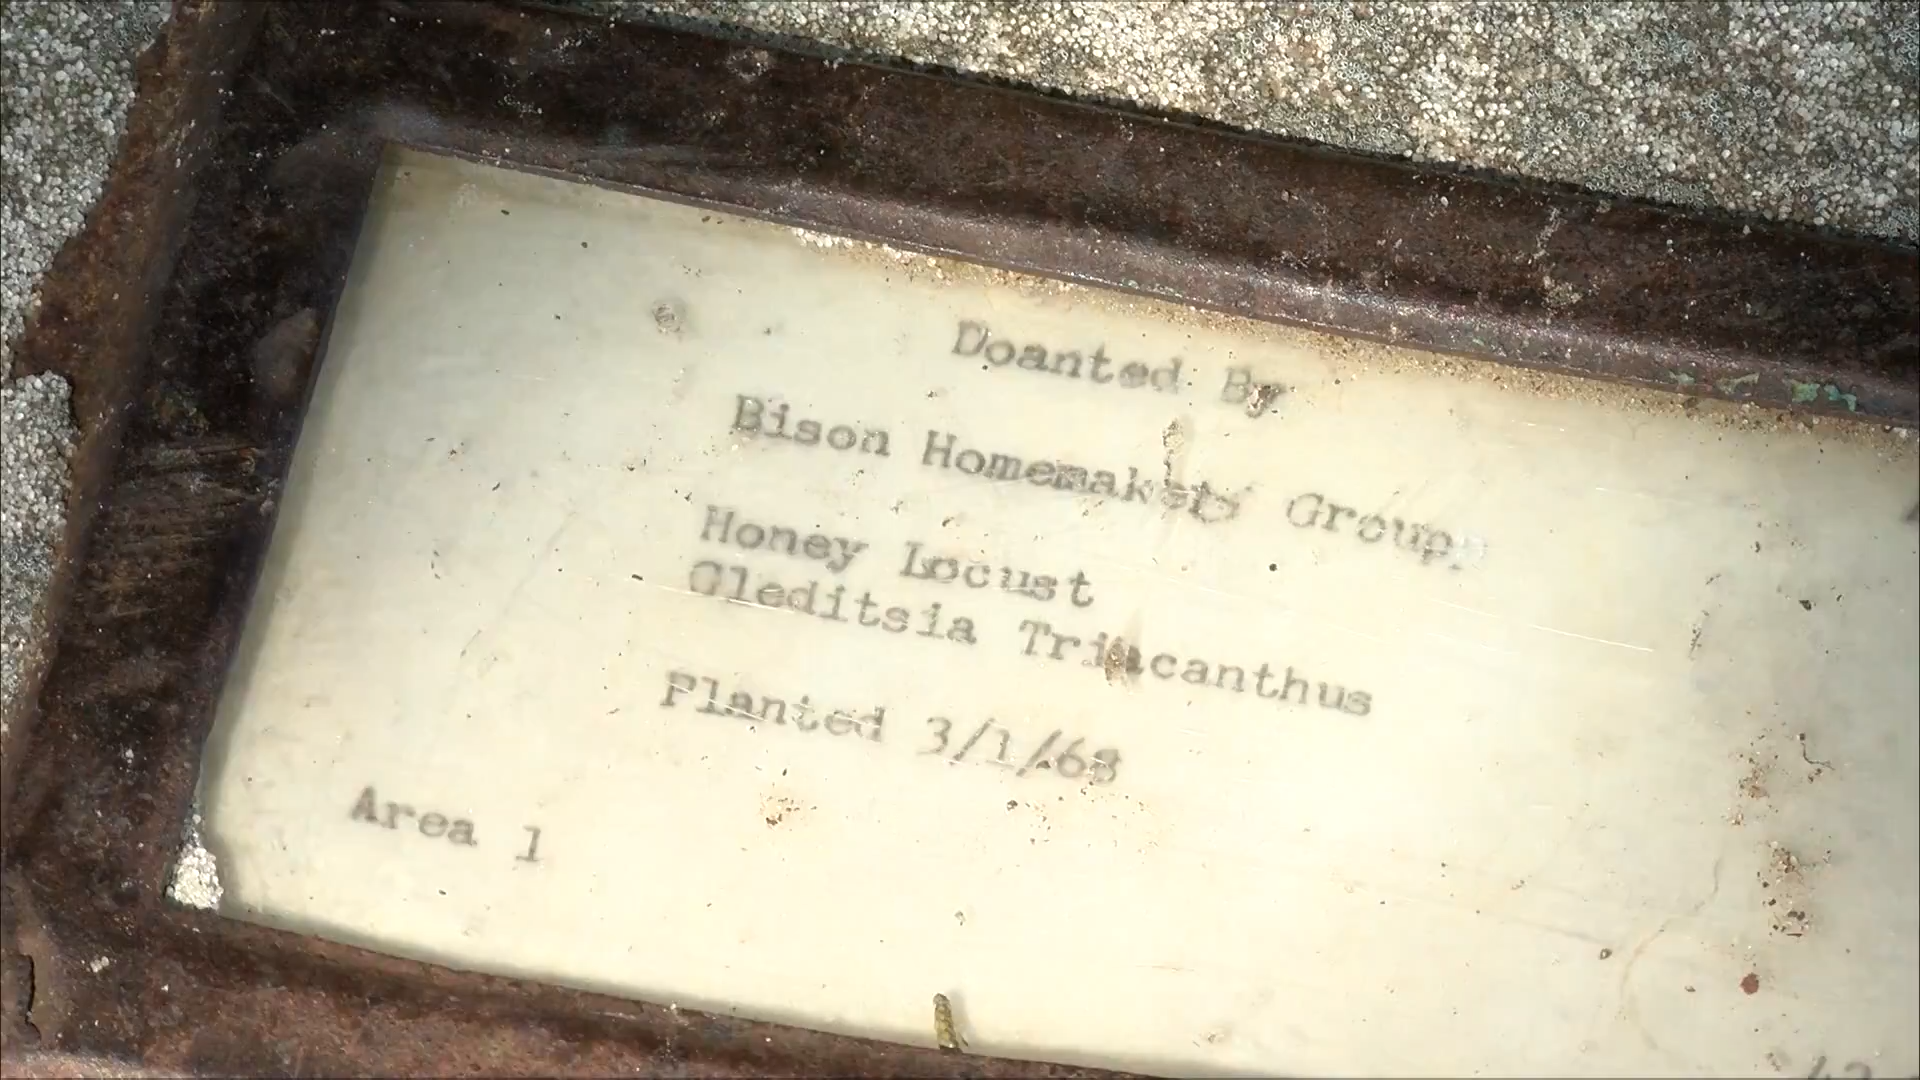 Doanted By
Bison Homemakers Group
Honey Locust
Gleditsia Triacanthus
Planted 3/1/68
Area 1